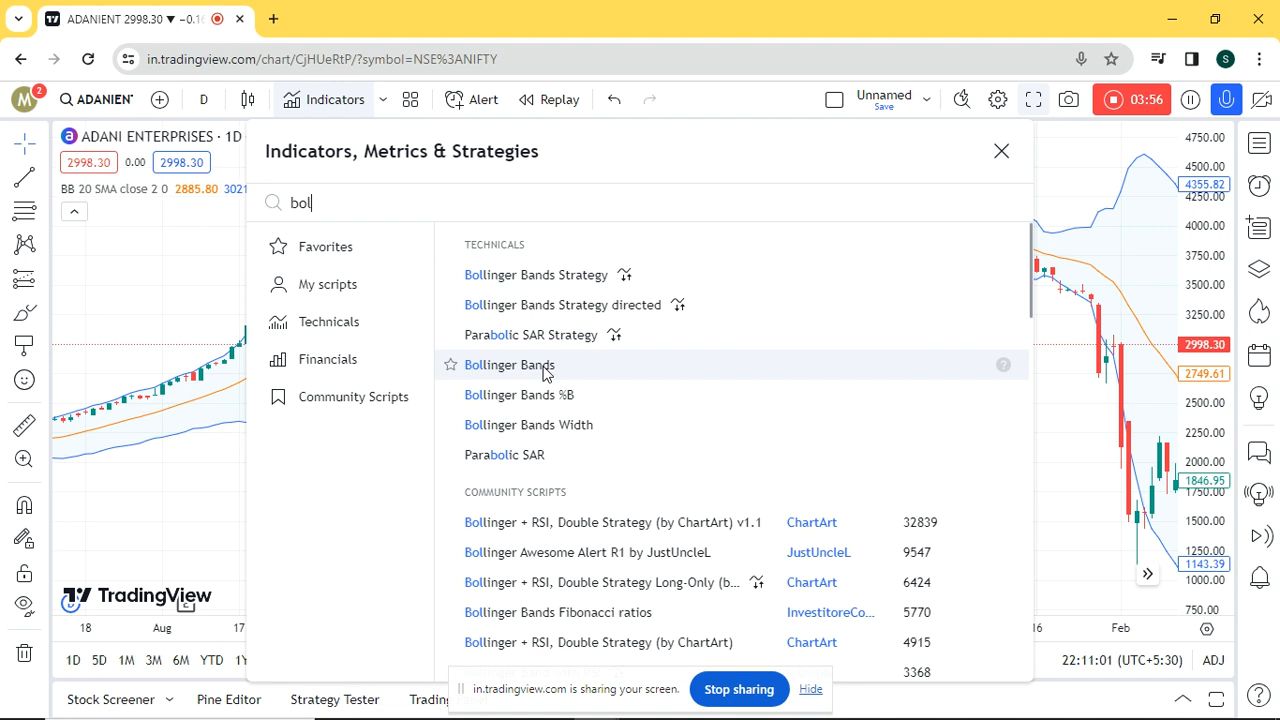 ADANIENT 2998.30 ▼ −0.16
in.tradingview.com/chart/CjHUeRtP/?symbol=NSE%3ANIFTY
S
M
2
ADANIENT
D
Indicators
Alert
Replay
Unnamed
Save
03:56
ADANI ENTERPRISES · 1D
2998.30
0.00
2998.30
BB 20 SMA close 2 0 2885.80 3021
Indicators, Metrics & Strategies
bol
Favorites
My scripts
Technicals
Financials
Community Scripts
TECHNICALS
Bollinger Bands Strategy
Bollinger Bands Strategy directed
Parabolic SAR Strategy
Bollinger Bands
Bollinger Bands %B
Bollinger Bands Width
Parabolic SAR
COMMUNITY SCRIPTS
Bollinger + RSI, Double Strategy (by ChartArt) v1.1 ChartArt 32839
Bollinger Awesome Alert R1 by JustUncleL JustUncleL 9547
Bollinger + RSI, Double Strategy Long-Only (b... ChartArt 6424
Bollinger Bands Fibonacci ratios InvestitoreCo... 5770
Bollinger + RSI, Double Strategy (by ChartArt) ChartArt 4915
3368
4750.00
4500.00
4355.82
4250.00
4000.00
3750.00
3500.00
3250.00
2998.30
2749.61
2500.00
2250.00
2000.00
1846.95
1750.00
1500.00
1250.00
1143.39
1000.00
750.00
TradingView
18 Aug 17
16 Feb
1D 5D 1M 3M 6M YTD 1Y
22:11:01 (UTC+5:30) ADJ
in.tradingview.com is sharing your screen.
Stop sharing
Hide
Stock Screener
Pine Editor
Strategy Tester